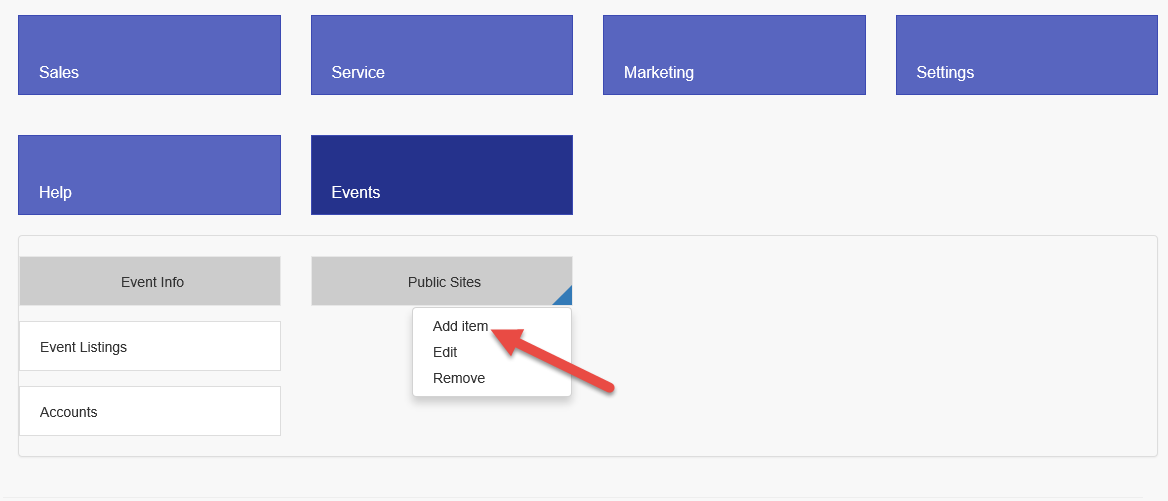 Sales
Service
Marketing
Settings
Help
Events
Event Info
Public Sites
Add item
Edit
Remove
Event Listings
Accounts